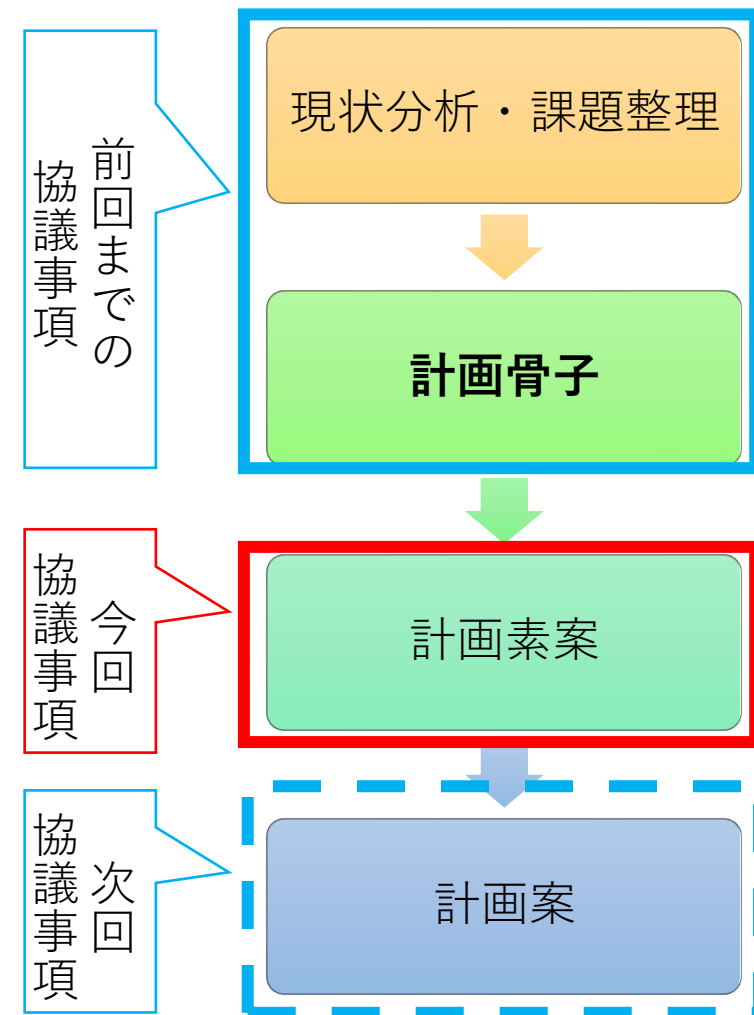 前回までの
協議事項
現状分析・課題整理
計画骨子
今回
協議事項
計画素案
次回
協議事項
計画案